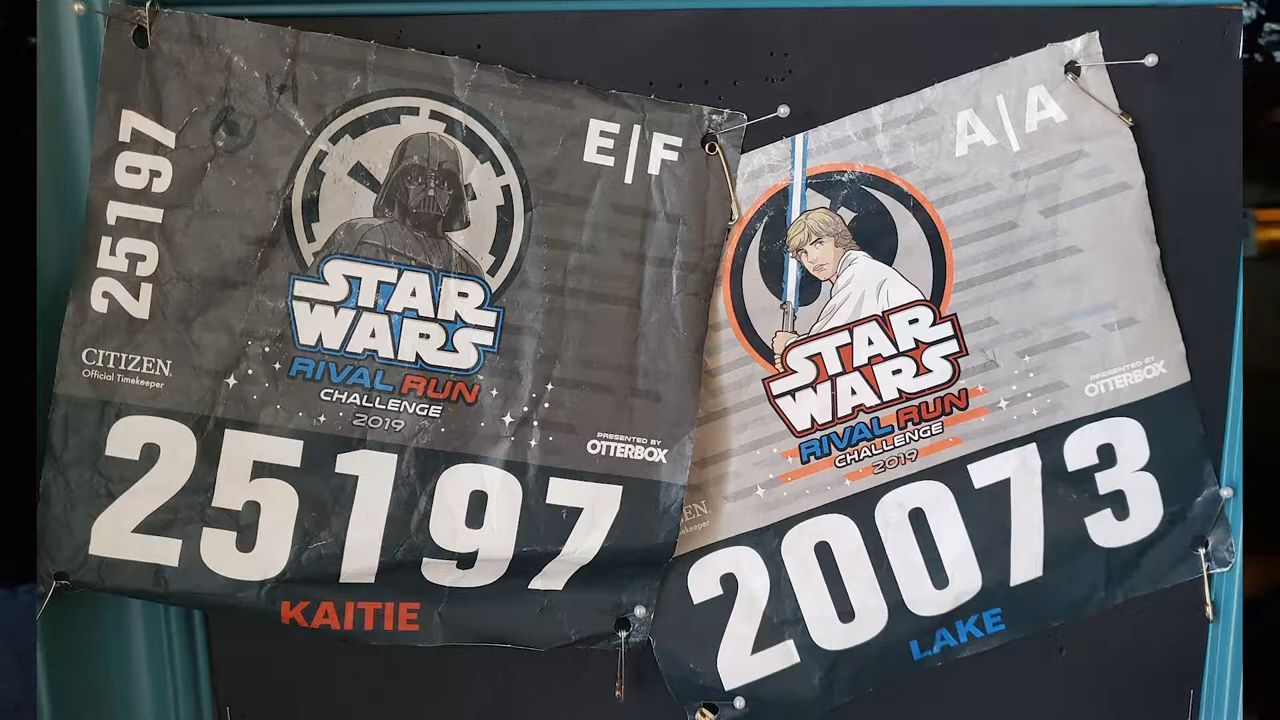 25197
E|F
STAR
WARS
RIVAL RUN
CHALLENGE
2019
CITIZEN
Official Timekeeper
PRESENTED BY
OTTERBOX
25197
KAITIE
A|A
STAR
WARS
RIVAL RUN
CHALLENGE
2019
PRESENTED BY
OTTERBOX
20073
LAKE